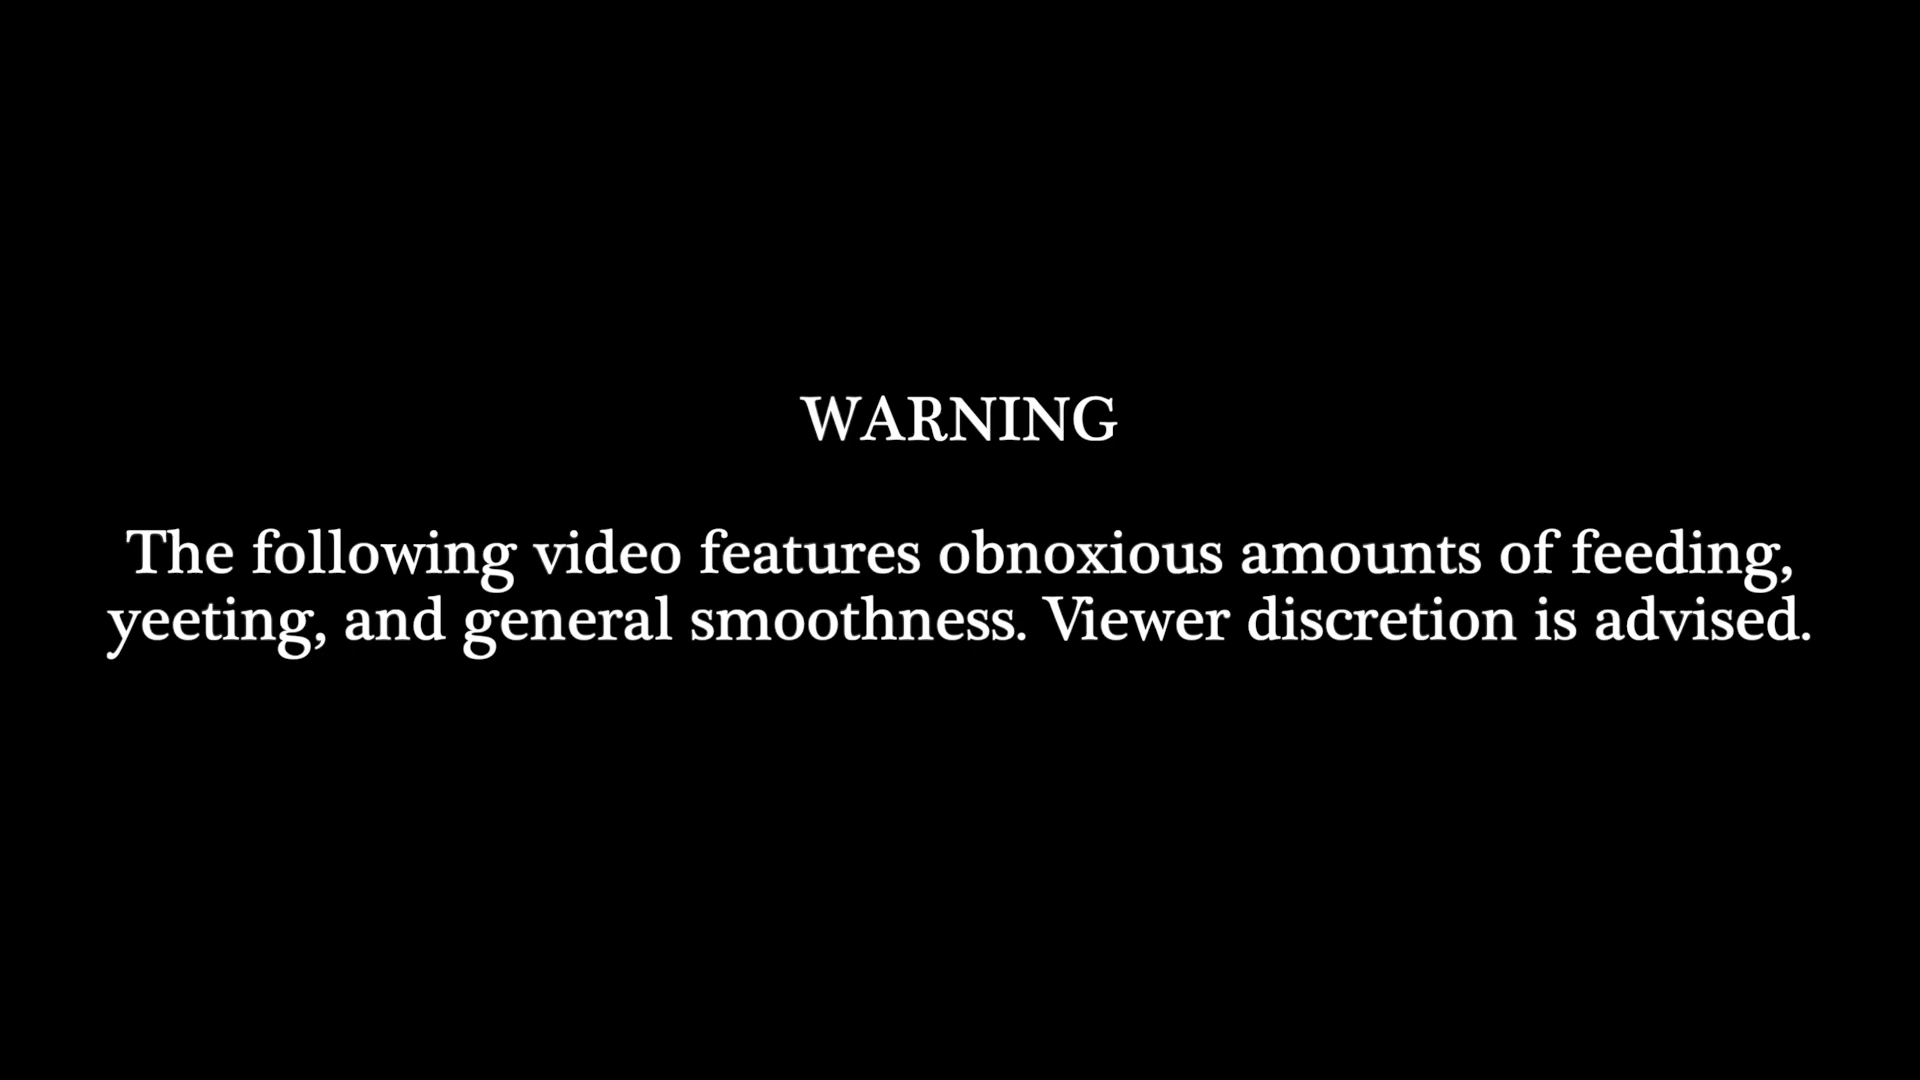 WARNING
The following video features obnoxious amounts of feeding,
yeeting, and general smoothness. Viewer discretion is advised.